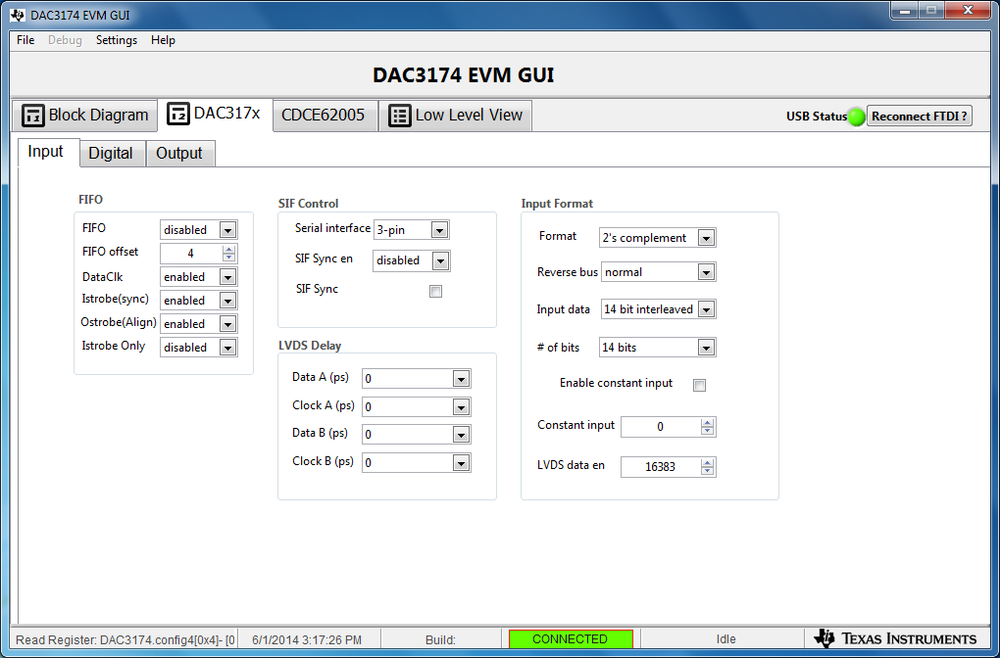 DAC3174 EVM GUI
File Debug Settings Help
DAC3174 EVM GUI
Block Diagram DAC317x CDCE62005 Low Level View USB Status Reconnect FTDI ?
Input Digital Output
FIFO
FIFO disabled
FIFO offset 4
DataClk enabled
Istrobe(sync) enabled
Ostrobe(Align) enabled
Istrobe Only disabled
SIF Control
Serial interface 3-pin
SIF Sync en disabled
SIF Sync
LVDS Delay
Data A (ps) 0
Clock A (ps) 0
Data B (ps) 0
Clock B (ps) 0
Input Format
Format 2's complement
Reverse bus normal
Input data 14 bit interleaved
# of bits 14 bits
Enable constant input
Constant input 0
LVDS data en 16383
Read Register: DAC3174.config4[0x4]- [0 6/1/2014 3:17:26 PM Build: CONNECTED Idle TEXAS INSTRUMENTS